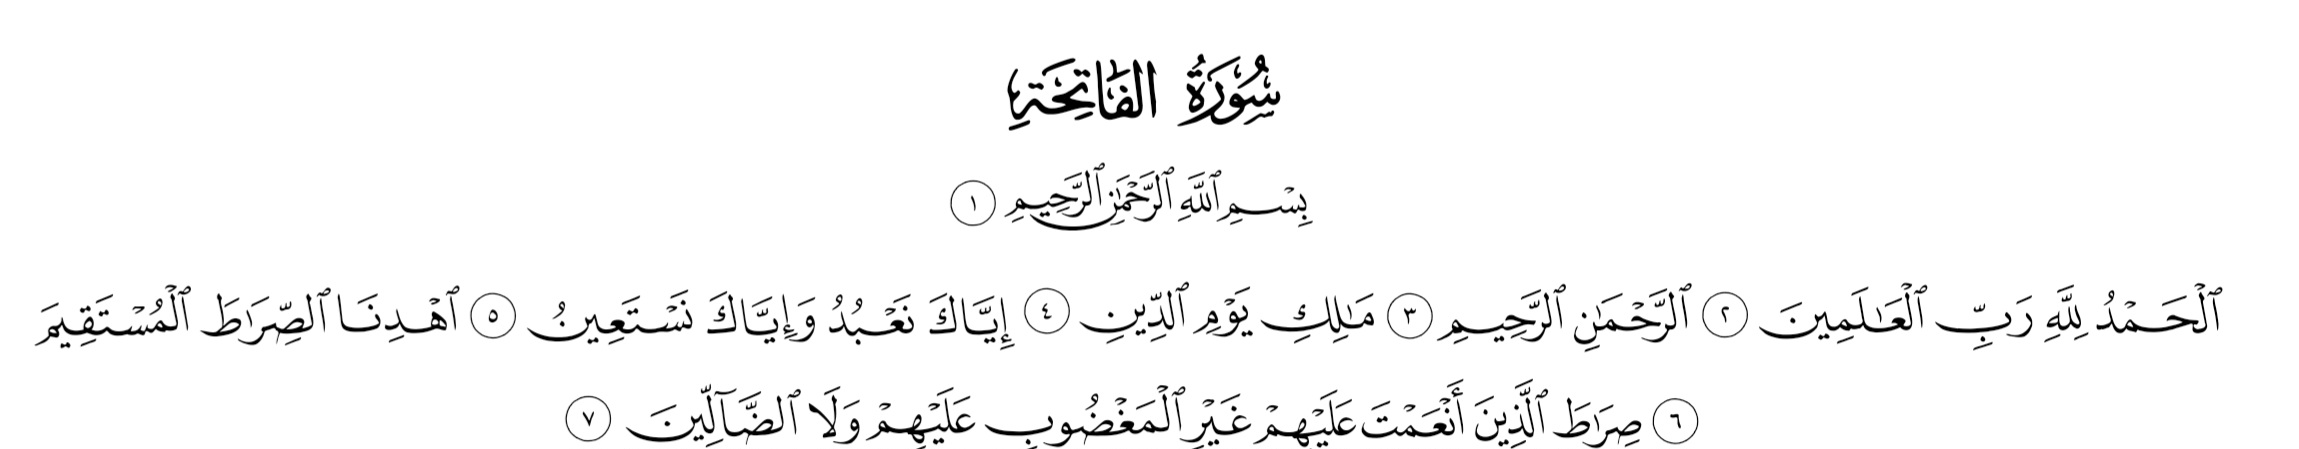 سُورَةُ الفَاتِحَةِ
بِسْمِ ٱللَّهِ ٱلرَّحْمَٰنِ ٱلرَّحِيمِ ١
ٱلْحَمْدُ لِلَّهِ رَبِّ ٱلْعَٰلَمِينَ ٢ ٱلرَّحْمَٰنِ ٱلرَّحِيمِ ٣ مَٰلِكِ يَوْمِ ٱلدِّينِ ٤ إِيَّاكَ نَعْبُدُ وَإِيَّاكَ نَسْتَعِينُ ٥ ٱهْدِنَا ٱلصِّرَٰطَ ٱلْمُسْتَقِيمَ
٦ صِرَٰطَ ٱلَّذِينَ أَنْعَمْتَ عَلَيْهِمْ غَيْرِ ٱلْمَغْضُوبِ عَلَيْهِمْ وَلَا ٱلضَّآلِّينَ ٧